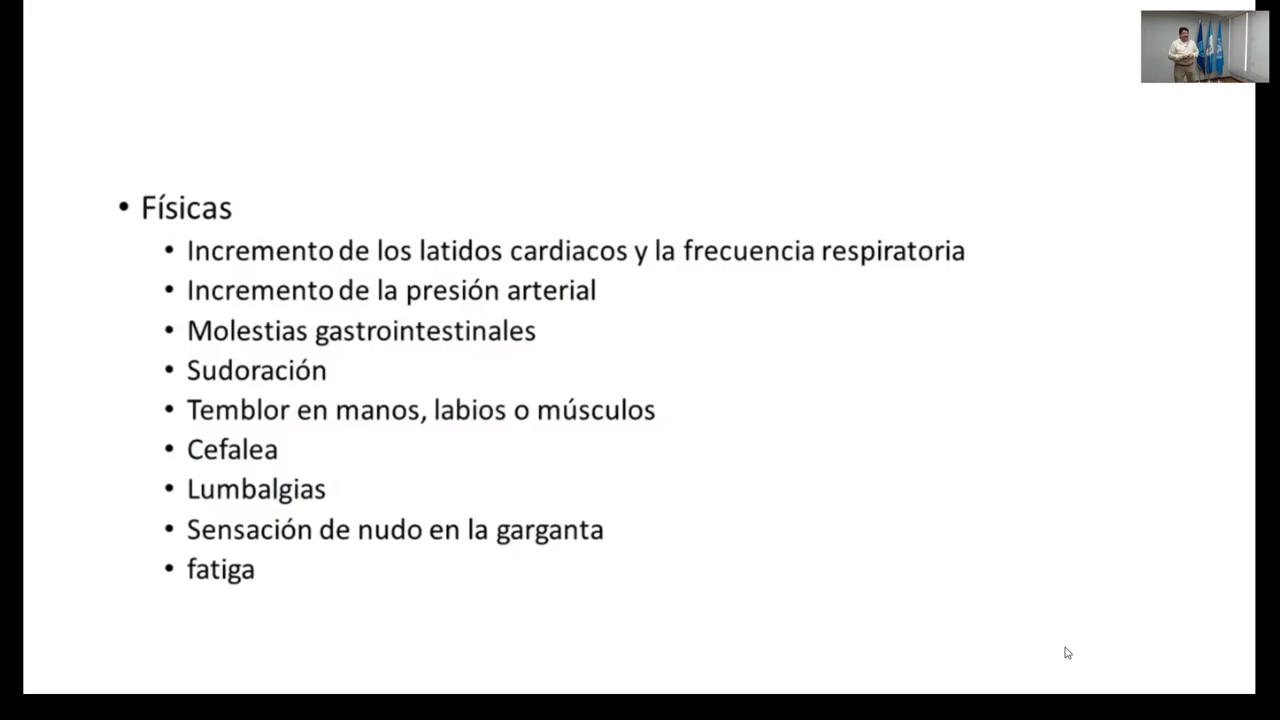 • Físicas
• Incremento de los latidos cardiacos y la frecuencia respiratoria
• Incremento de la presión arterial
• Molestias gastrointestinales
• Sudoración
• Temblor en manos, labios o músculos
• Cefalea
• Lumbalgias
• Sensación de nudo en la garganta
• fatiga